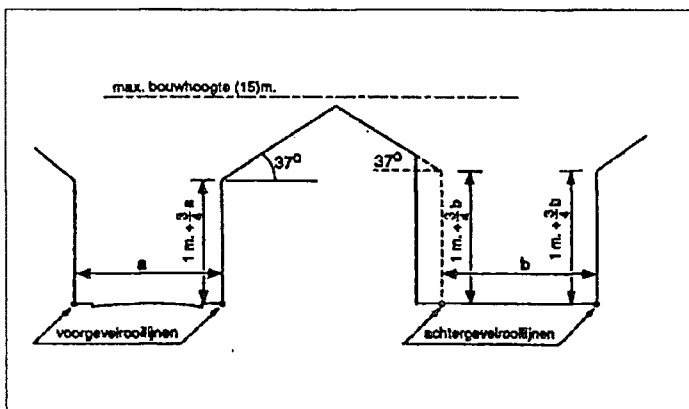 max. bouwhoogte (15)m.
37°
37°
1 m. + 3/4 a
1 m. + 3/4 b
1 m. + 3/4 b
a
b
voorgevelrooilijnen
achtergevelrooilijnen